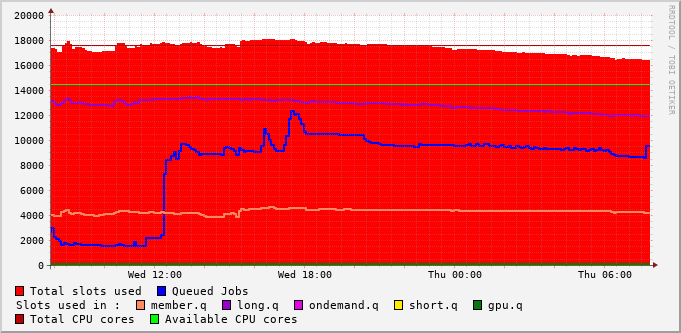 20000
18000
16000
14000
12000
10000
8000
6000
4000
2000
0
Wed 12:00 Wed 18:00 Thu 00:00 Thu 06:00
Total slots used Queued Jobs
Slots used in : member.q long.q ondemand.q short.q gpu.q
Total CPU cores Available CPU cores
RRDTOOL / TOBI OETIKER